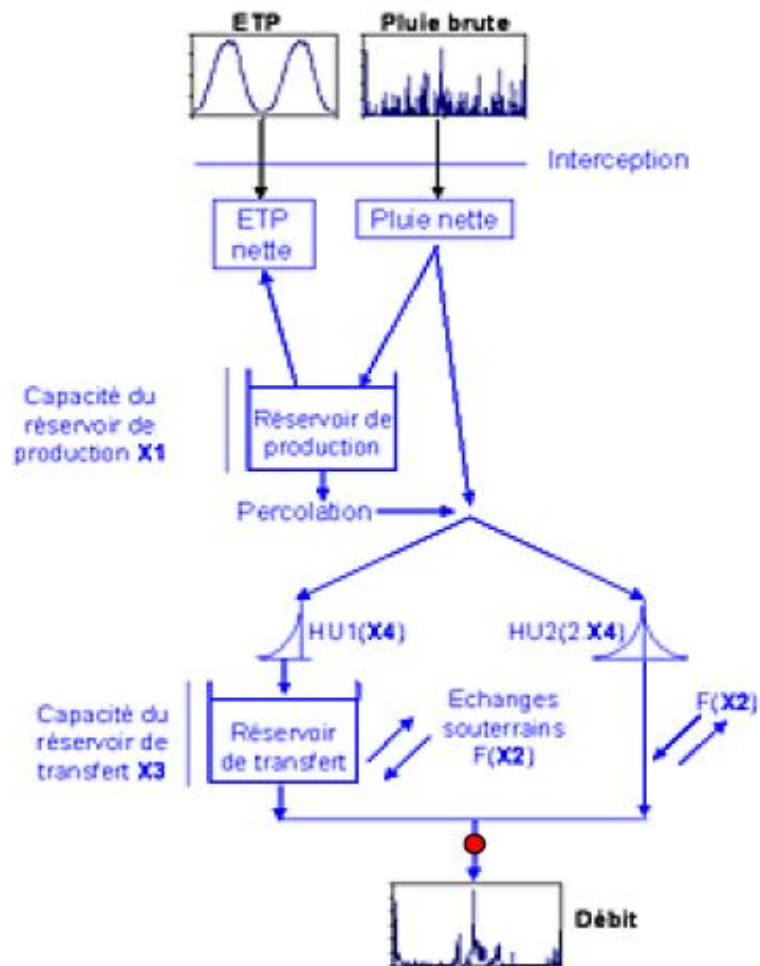 ETP
Pluie brute
Interception
ETP
nette
Pluie nette
Capacité du
réservoir de
production X1
Réservoir de
production
Percolation
HU1(X4)
HU2(2.X4)
Capacité du
réservoir de
transfert X3
Réservoir
de transfert
Echanges
souterrains
F(X2)
F(X2)
Débit